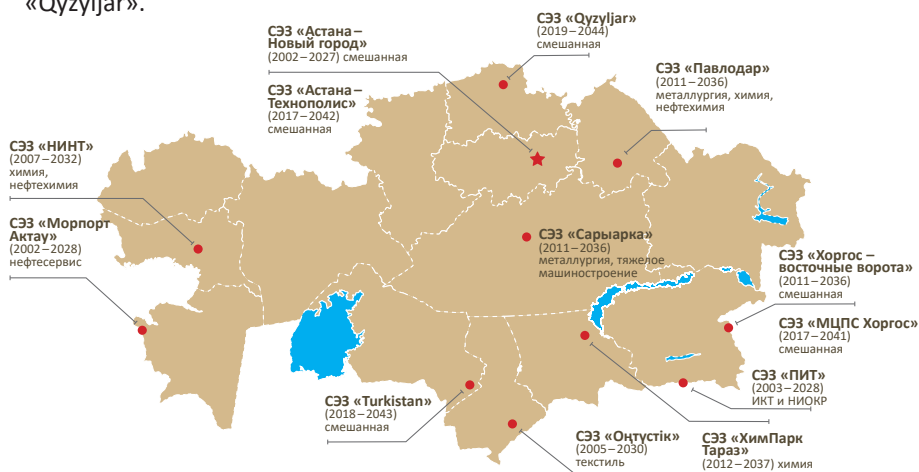 «Qyzyljar».
СЭЗ «Астана–
Новый город»
(2002–2027) смешанная
СЭЗ «Qyzyljar»
(2019–2044)
смешанная
СЭЗ «Астана–
Технополис»
(2017–2042)
смешанная
СЭЗ «Павлодар»
(2011–2036)
металлургия, химия,
нефтехимия
СЭЗ «НИНТ»
(2007–2032)
химия,
нефтехимия
СЭЗ «Морпорт
Актау»
(2002–2028)
нефтесервис
СЭЗ «Сарыарка»
(2011–2036)
металлургия, тяжелое
машиностроение
СЭЗ «Хоргос –
восточные ворота»
(2011–2036)
смешанная
СЭЗ «МЦПС Хоргос»
(2017–2041)
смешанная
СЭЗ «ПИТ»
(2003–2028)
ИКТ и НИОКР
СЭЗ «Turkistan»
(2018–2043)
смешанная
СЭЗ «Оңтүстік»
(2005–2030)
текстиль
СЭЗ «ХимПарк
Тараз»
(2012–2037) химия